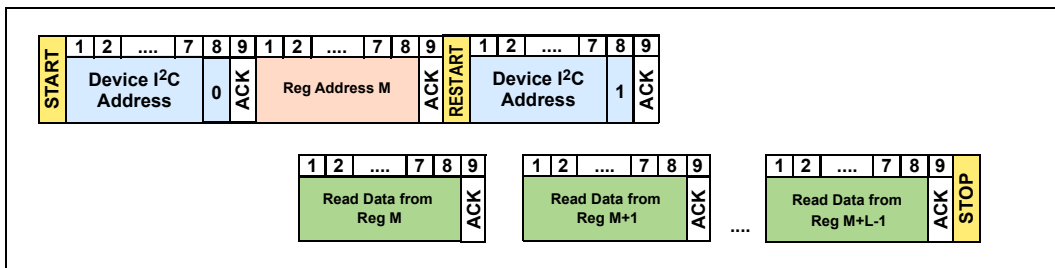 START
1 2 .... 7 8 9 1 2 .... 7 8 9
Device I²C
Address
0
ACK
Reg Address M
ACK
RESTART
1 2 .... 7 8 9
Device I²C
Address
1
ACK
1 2 .... 7 8 9
Read Data from
Reg M
ACK
1 2 .... 7 8 9
Read Data from
Reg M+1
ACK
....
1 2 .... 7 8 9
Read Data from
Reg M+L-1
ACK
STOP